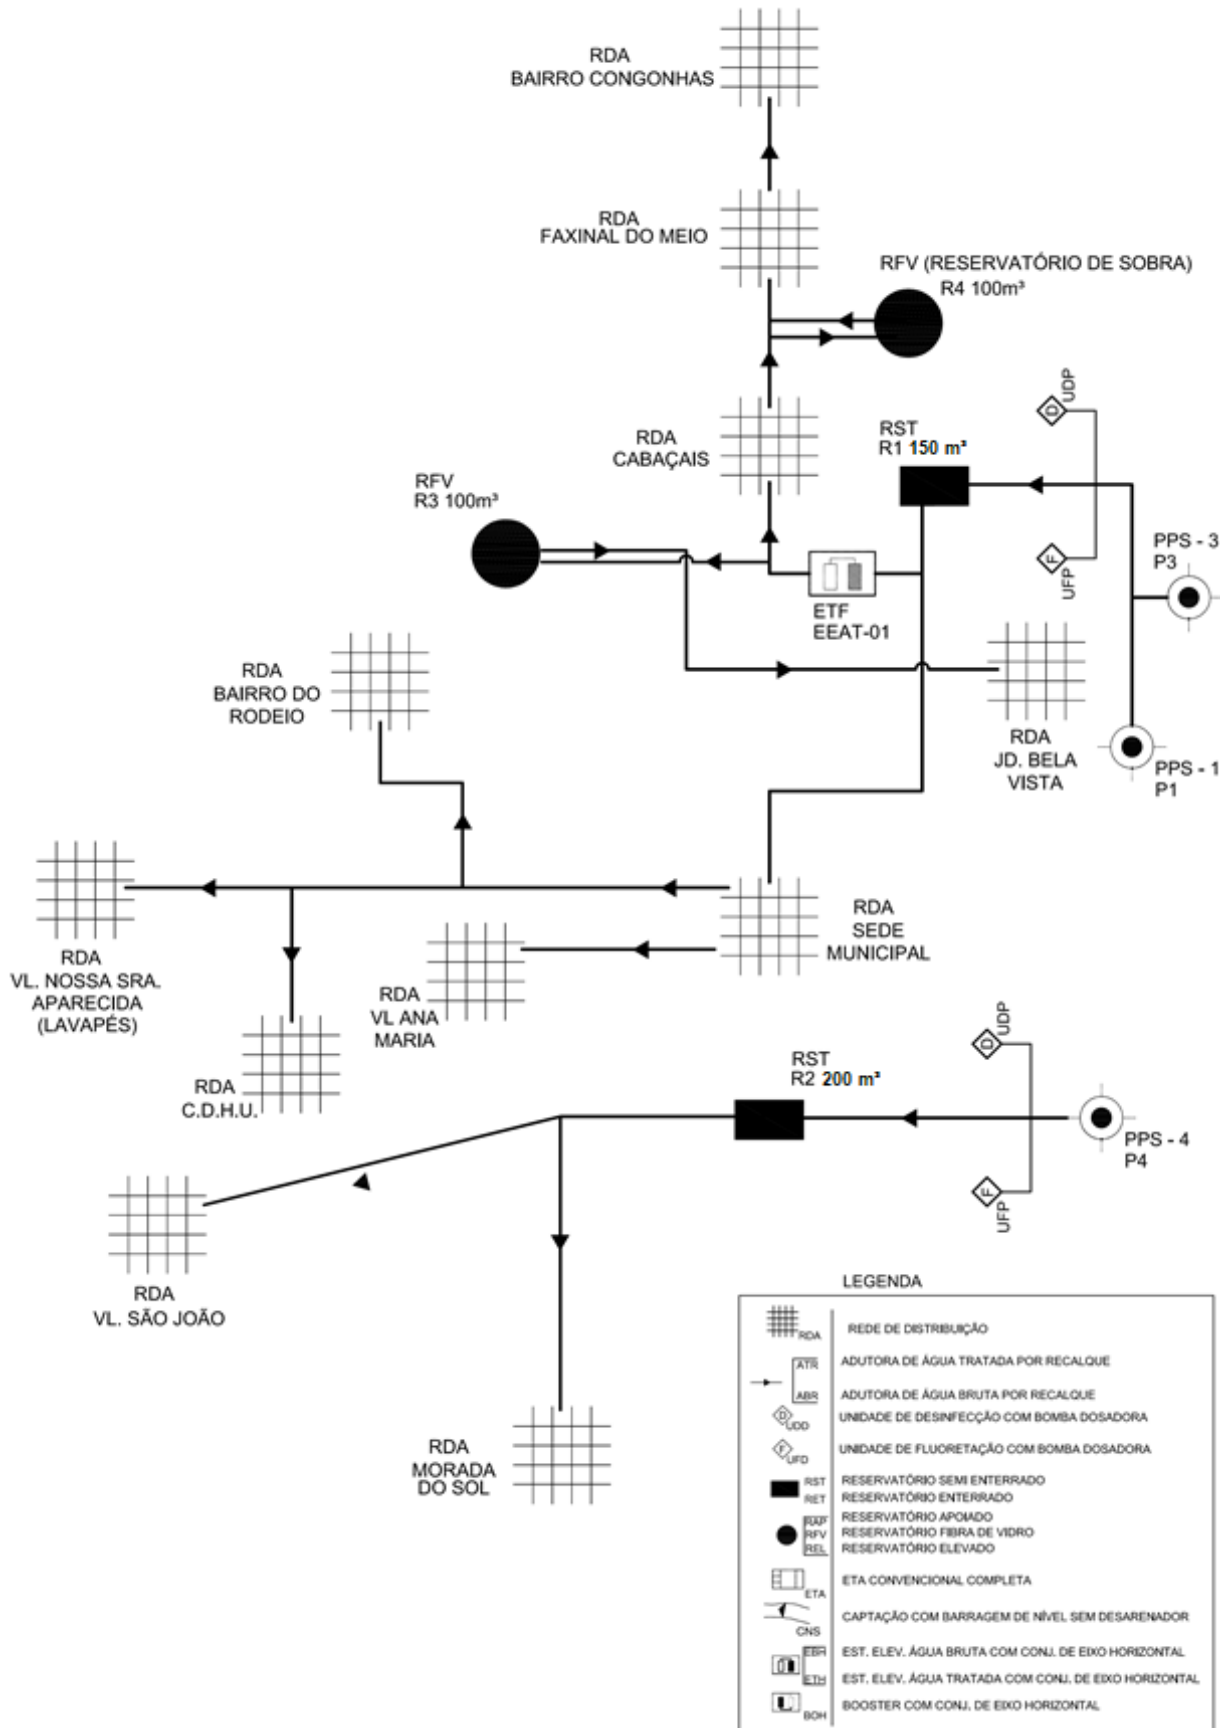 RDA
BAIRRO CONGONHAS
RDA
FAXINAL DO MEIO
RFV (RESERVATÓRIO DE SOBRA)
R4 100m³
RDA
CABAÇAIS
RST
R1 150 m³
D
UDP
RFV
R3 100m³
F
UFP
PPS - 3
P3
ETF
EEAT-01
RDA
BAIRRO DO
RODEIO
RDA
JD. BELA
VISTA
PPS - 1
P1
RDA
SEDE
MUNICIPAL
RDA
VL. NOSSA SRA.
APARECIDA
(LAVAPÉS)
RDA
VL ANA
MARIA
RDA
C.D.H.U.
RST
R2 200 m³
D
UDP
PPS - 4
P4
F
UFP
RDA
VL. SÃO JOÃO
RDA
MORADA
DO SOL
LEGENDA
RDA REDE DE DISTRIBUIÇÃO
ATR ADUTORA DE ÁGUA TRATADA POR RECALQUE
ABR ADUTORA DE ÁGUA BRUTA POR RECALQUE
D UDD UNIDADE DE DESINFECÇÃO COM BOMBA DOSADORA
F UFD UNIDADE DE FLUORETAÇÃO COM BOMBA DOSADORA
RST RESERVATÓRIO SEMI ENTERRADO
RET RESERVATÓRIO ENTERRADO
RAP RESERVATÓRIO APOIADO
RFV RESERVATÓRIO FIBRA DE VIDRO
REL RESERVATÓRIO ELEVADO
ETA ETA CONVENCIONAL COMPLETA
CNS CAPTAÇÃO COM BARRAGEM DE NÍVEL SEM DESARENADOR
EBH EST. ELEV. ÁGUA BRUTA COM CONJ. DE EIXO HORIZONTAL
ETH EST. ELEV. ÁGUA TRATADA COM CONJ. DE EIXO HORIZONTAL
BOH BOOSTER COM CONJ. DE EIXO HORIZONTAL